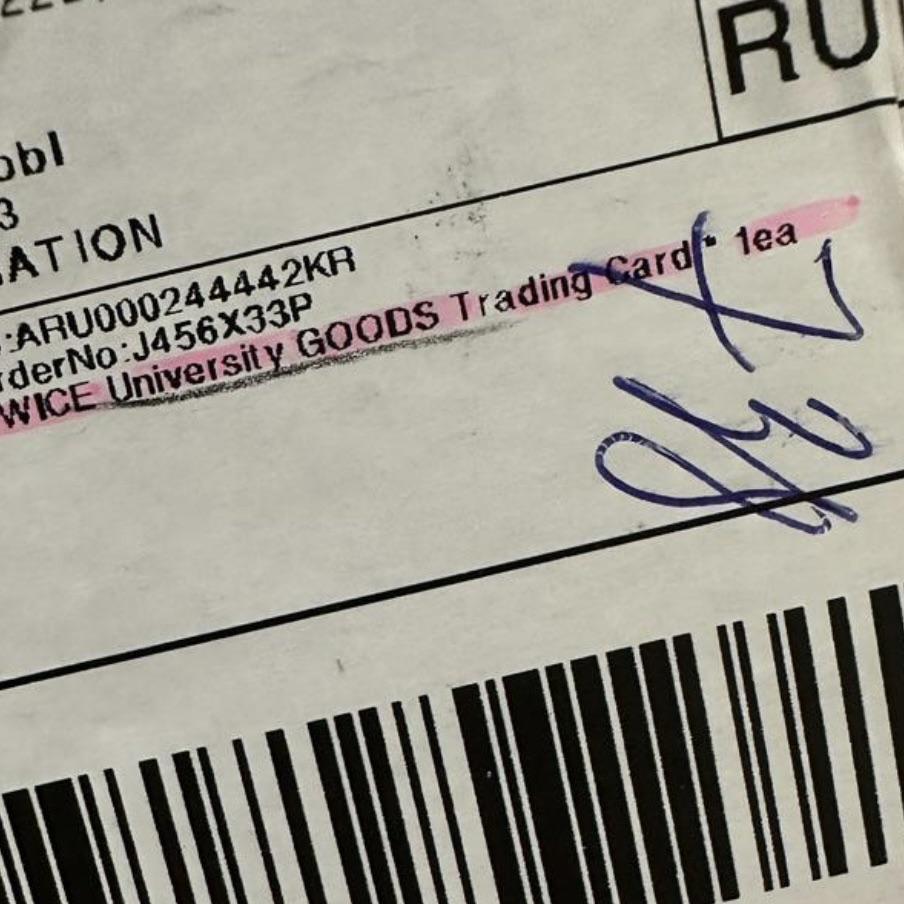 RU
obl
3
ATION
:ARU000244442KR
rderNo:J456X33P
WICE University GOODS Trading Card * 1ea